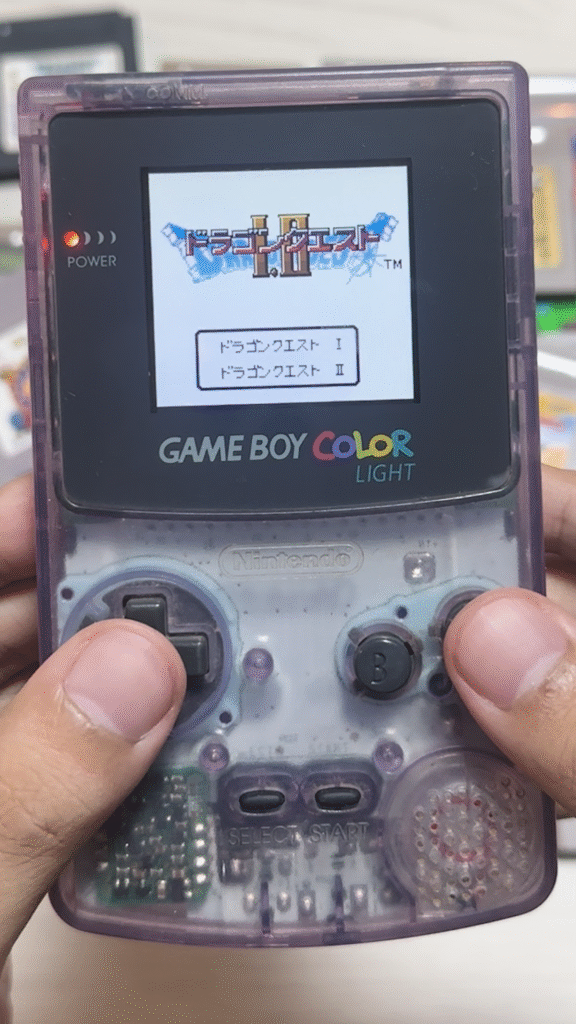 COMM
POWER
ドラゴンクエスト
I・II
TM
ドラゴンクエスト I
ドラゴンクエスト II
GAME BOY COLOR
LIGHT
Nintendo
B
SELECT START